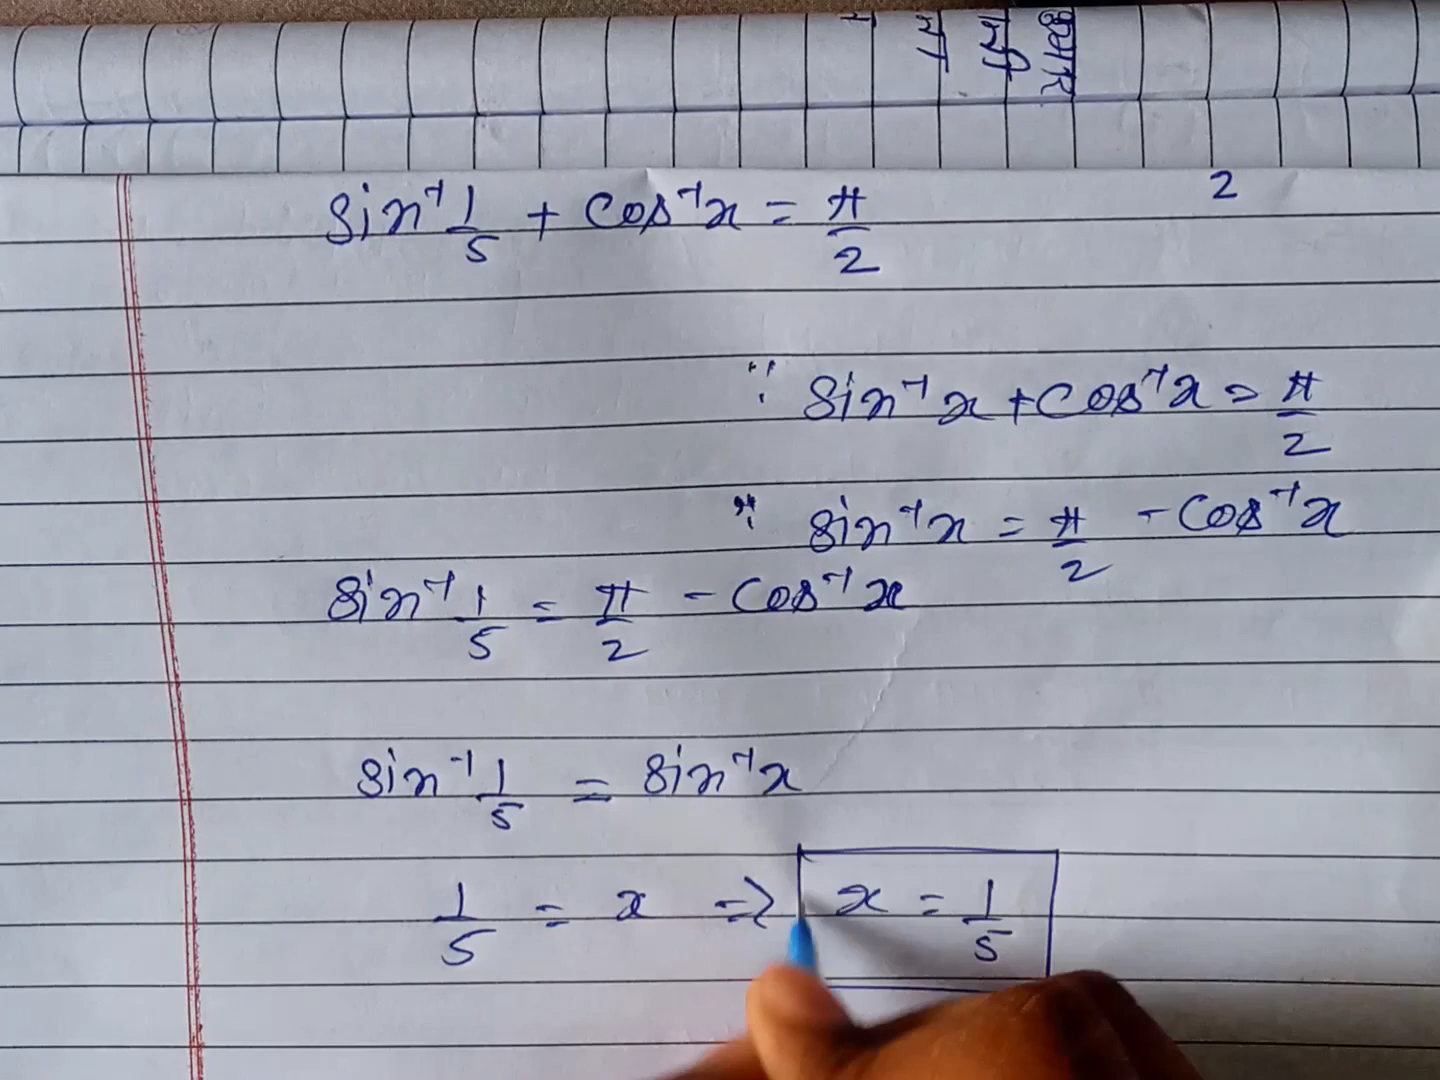 2
sin⁻¹ 1/5 + cos⁻¹x = π/2
∵ sin⁻¹x + cos⁻¹x = π/2
∵ sin⁻¹x = π/2 - cos⁻¹x
sin⁻¹ 1/5 = π/2 - cos⁻¹x
sin⁻¹ 1/5 = sin⁻¹x
1/5 = x ⇒ x = 1/5